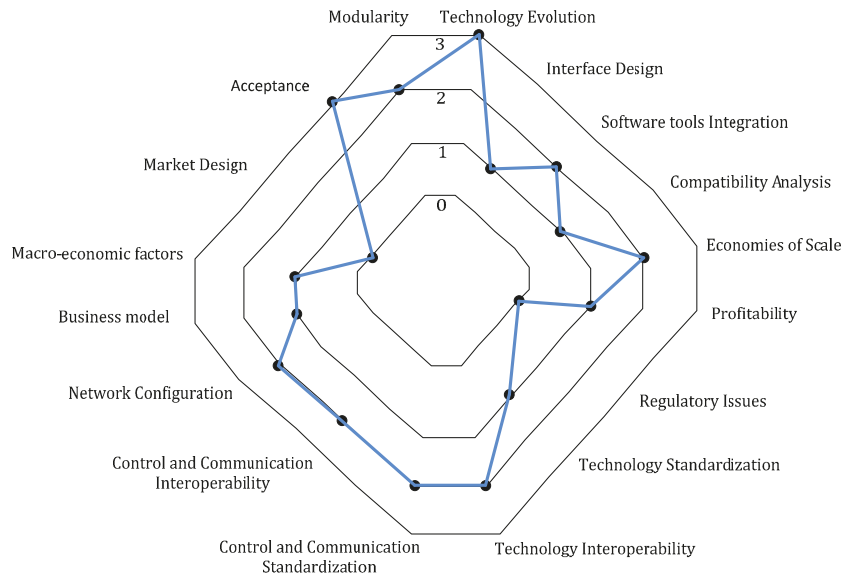 Modularity
Technology Evolution
3
Interface Design
Acceptance
2
Software tools Integration
1
Market Design
Compatibility Analysis
0
Economies of Scale
Macro-economic factors
Profitability
Business model
Network Configuration
Regulatory Issues
Control and Communication
Interoperability
Technology Standardization
Control and Communication
Standardization
Technology Interoperability